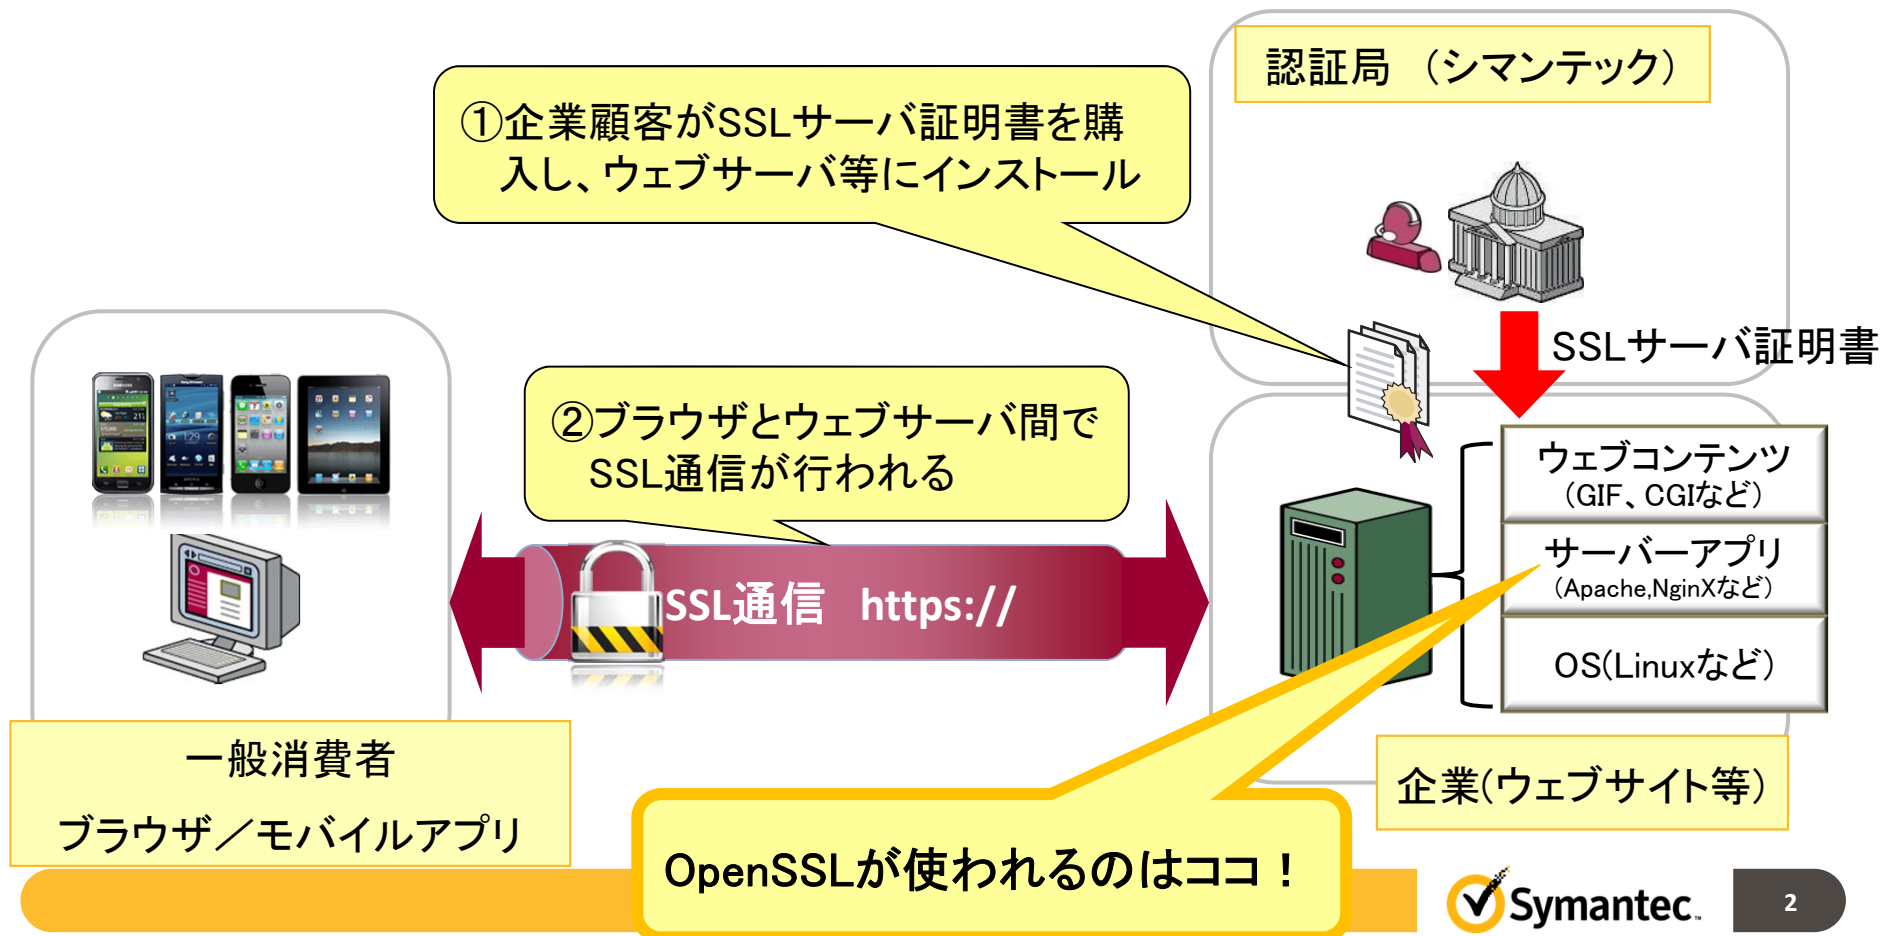 認証局　（シマンテック）
①企業顧客がSSLサーバ証明書を購
入し、ウェブサーバ等にインストール
SSLサーバ証明書
②ブラウザとウェブサーバ間で
SSL通信が行われる
SSL通信　https://
ウェブコンテンツ
（GIF、CGIなど）
サーバーアプリ
（Apache,NginXなど）
OS(Linuxなど）
一般消費者
ブラウザ／モバイルアプリ
企業(ウェブサイト等）
OpenSSLが使われるのはココ！
Symantec™
2